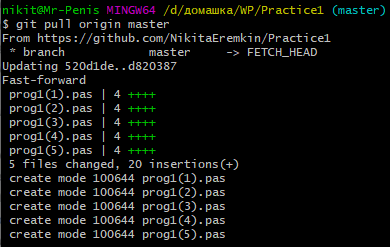 nikit@Mr-Penis MINGW64 /d/домашка/WP/Practice1 (master)
$ git pull origin master
From https://github.com/NikitaEremkin/Practice1
 * branch            master     -> FETCH_HEAD
Updating 520d1de..d820387
Fast-forward
 prog1(1).pas | 4 ++++
 prog1(2).pas | 4 ++++
 prog1(3).pas | 4 ++++
 prog1(4).pas | 4 ++++
 prog1(5).pas | 4 ++++
 5 files changed, 20 insertions(+)
 create mode 100644 prog1(1).pas
 create mode 100644 prog1(2).pas
 create mode 100644 prog1(3).pas
 create mode 100644 prog1(4).pas
 create mode 100644 prog1(5).pas